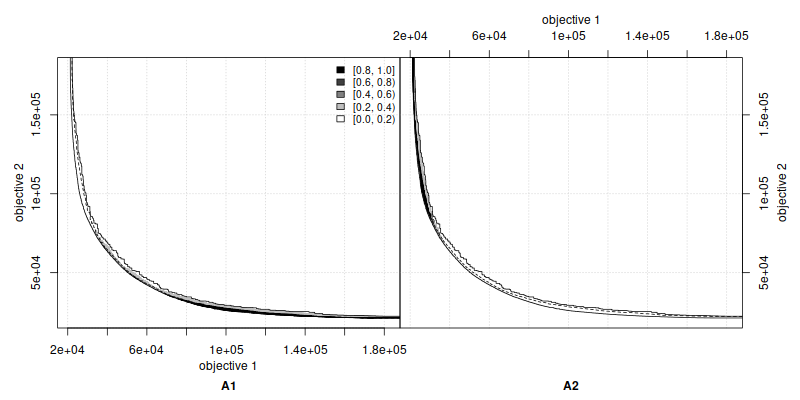 objective 1
2e+04 6e+04 1e+05 1.4e+05 1.8e+05
[0.8, 1.0]
[0.6, 0.8)
[0.4, 0.6)
[0.2, 0.4)
[0.0, 0.2)
objective 2
5e+04 1e+05 1.5e+05
5e+04 1e+05 1.5e+05
objective 2
2e+04 6e+04 1e+05 1.4e+05 1.8e+05
objective 1
A1 A2